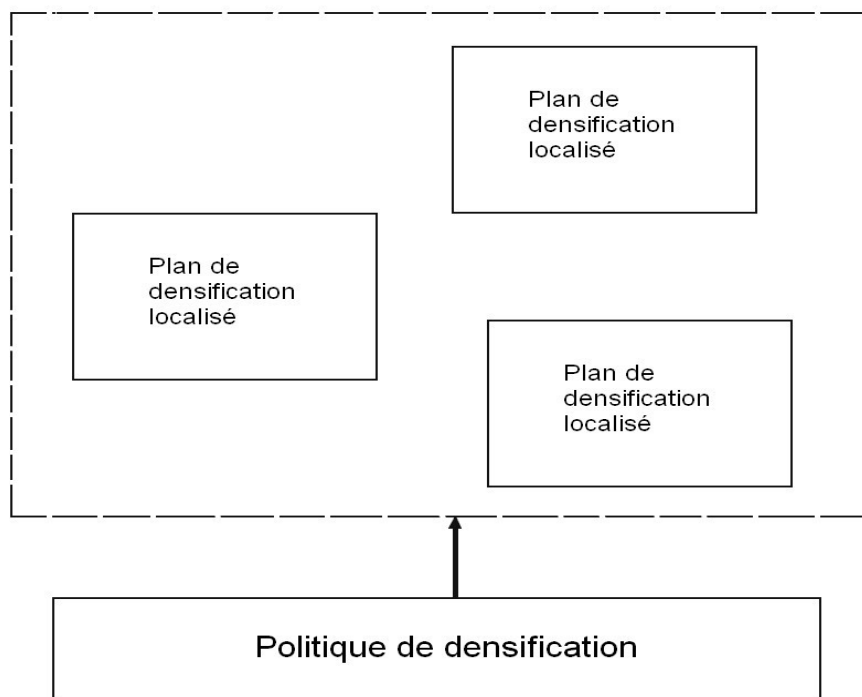 Plan de
densification
localisé
Plan de
densification
localisé
Plan de
densification
localisé
Politique de densification